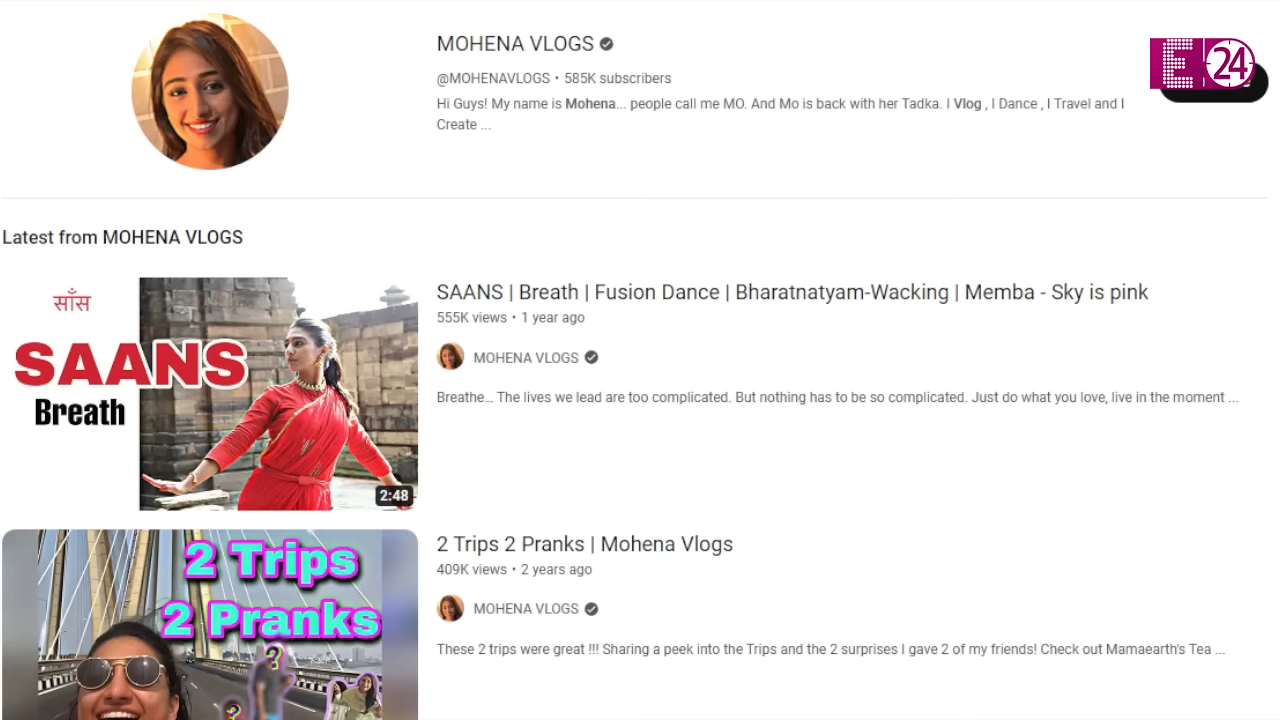 MOHENA VLOGS
E 24
@MOHENAVLOGS • 585K subscribers
Hi Guys! My name is Mohena... people call me MO. And Mo is back with her Tadka. I Vlog , I Dance , I Travel and I
Create ...
Latest from MOHENA VLOGS
साँस
SAANS
Breath
2:48
SAANS | Breath | Fusion Dance | Bharatnatyam-Wacking | Memba - Sky is pink
555K views • 1 year ago
MOHENA VLOGS
Breathe... The lives we lead are too complicated. But nothing has to be so complicated. Just do what you love, live in the moment ...
2 Trips
2 Pranks
?
?
2 Trips 2 Pranks | Mohena Vlogs
409K views • 2 years ago
MOHENA VLOGS
These 2 trips were great !!! Sharing a peek into the Trips and the 2 surprises I gave 2 of my friends! Check out Mamaearth's Tea ...